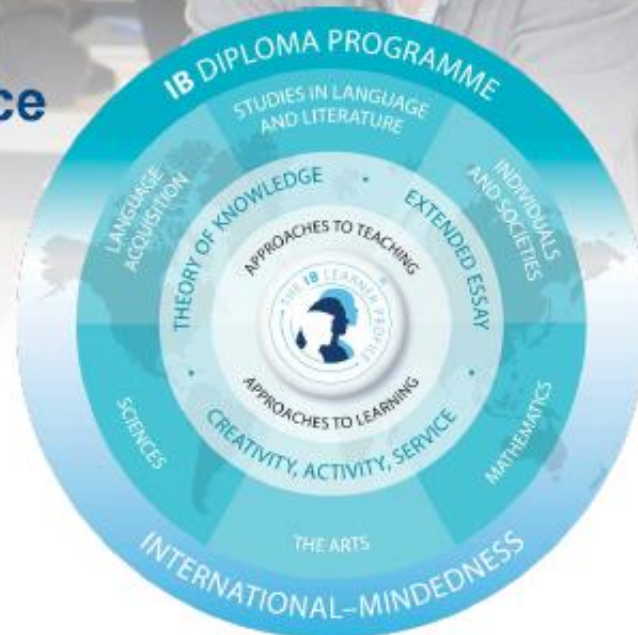 ce
IB DIPLOMA PROGRAMME
STUDIES IN LANGUAGE
AND LITERATURE
LANGUAGE
ACQUISITION
INDIVIDUALS
AND SOCIETIES
THEORY OF KNOWLEDGE
EXTENDED ESSAY
APPROACHES TO TEACHING
THE IB LEARNER PROFILE
®
APPROACHES TO LEARNING
CREATIVITY, ACTIVITY, SERVICE
SCIENCES
MATHEMATICS
THE ARTS
INTERNATIONAL–MINDEDNESS